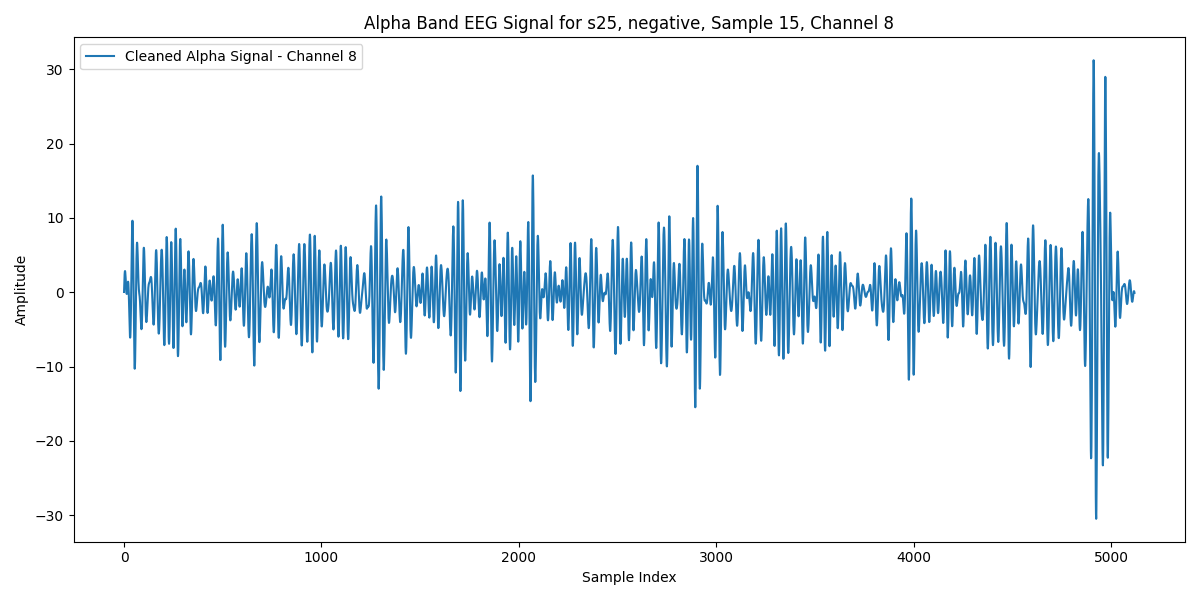 Alpha Band EEG Signal for s25, negative, Sample 15, Channel 8
Cleaned Alpha Signal - Channel 8
Amplitude
30
20
10
0
−10
−20
−30
0 1000 2000 3000 4000 5000
Sample Index